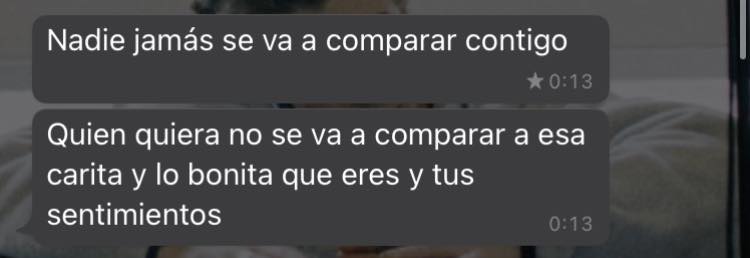 Nadie jamás se va a comparar contigo
★ 0:13
Quien quiera no se va a comparar a esa
carita y lo bonita que eres y tus
sentimientos
0:13